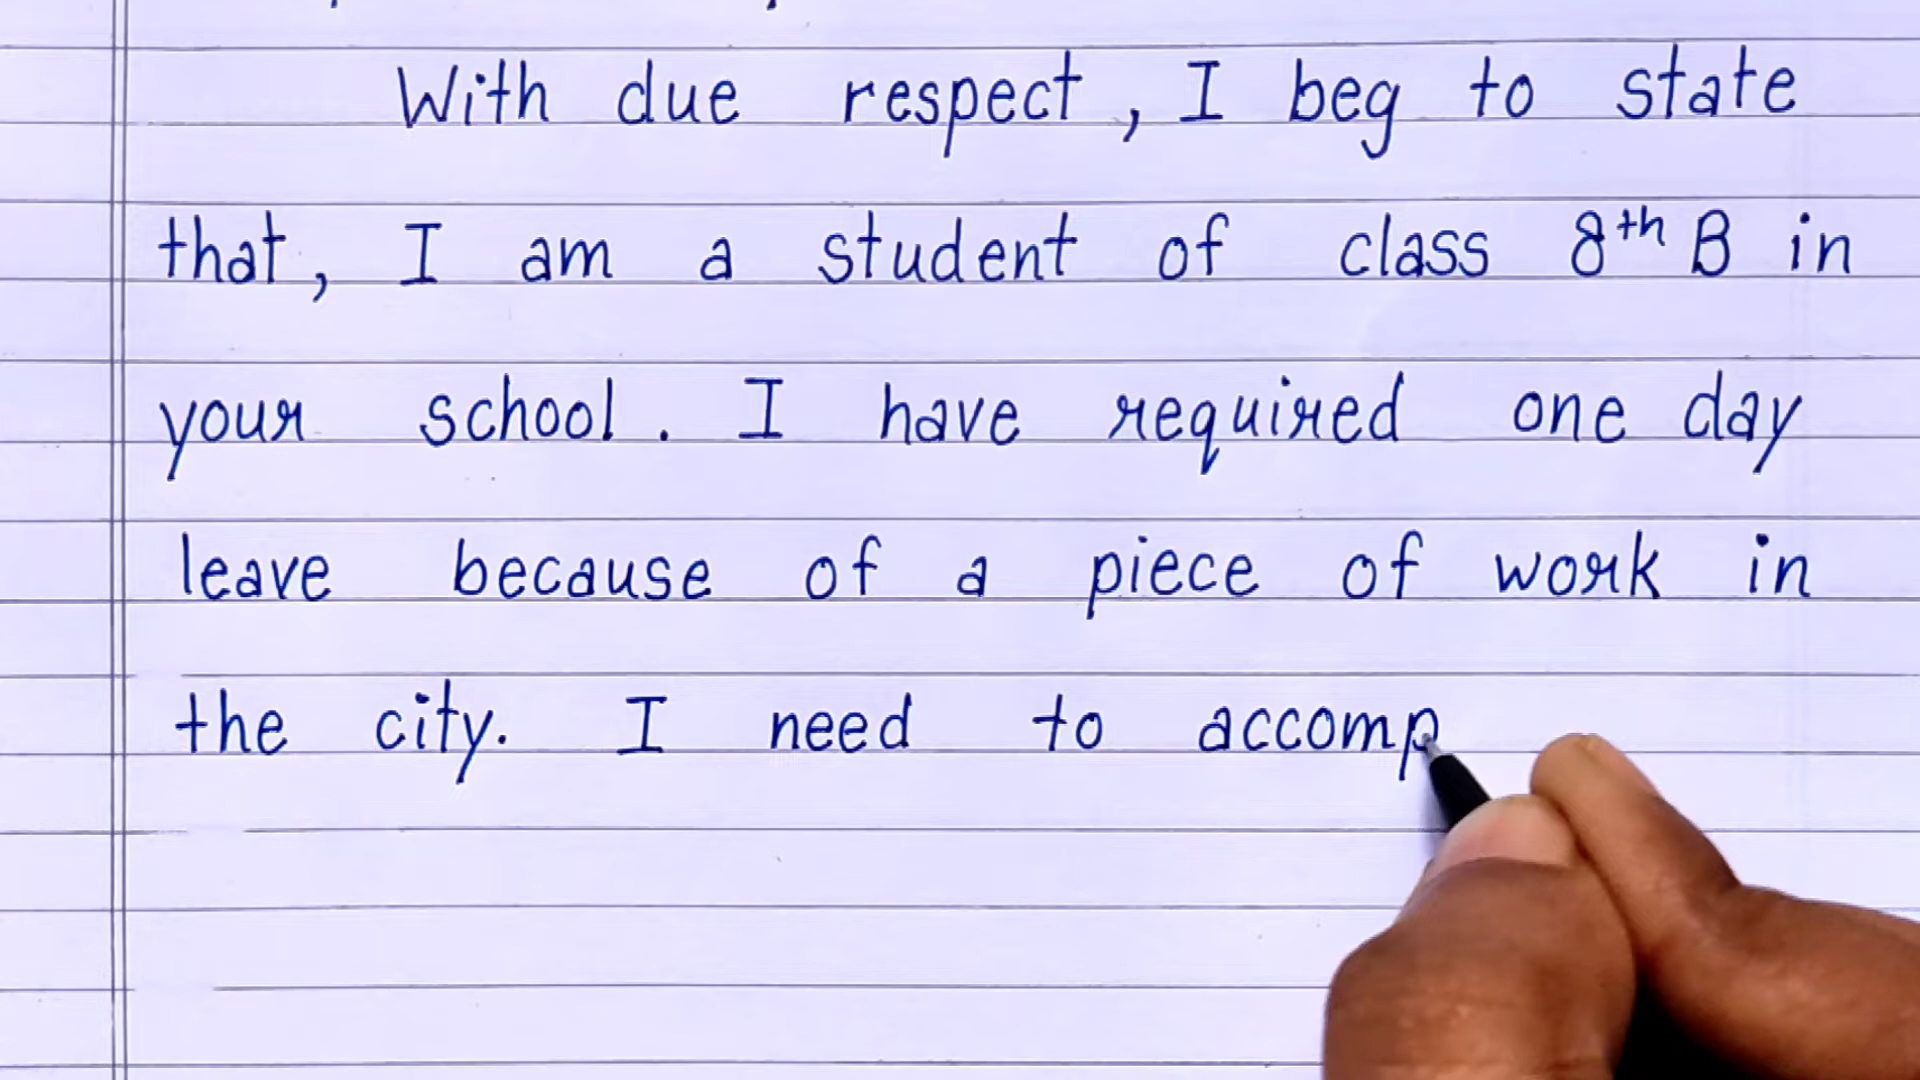 With due respect, I beg to state
that, I am a student of class 8th B in
your school. I have required one day
leave because of a piece of work in
the city. I need to accomp